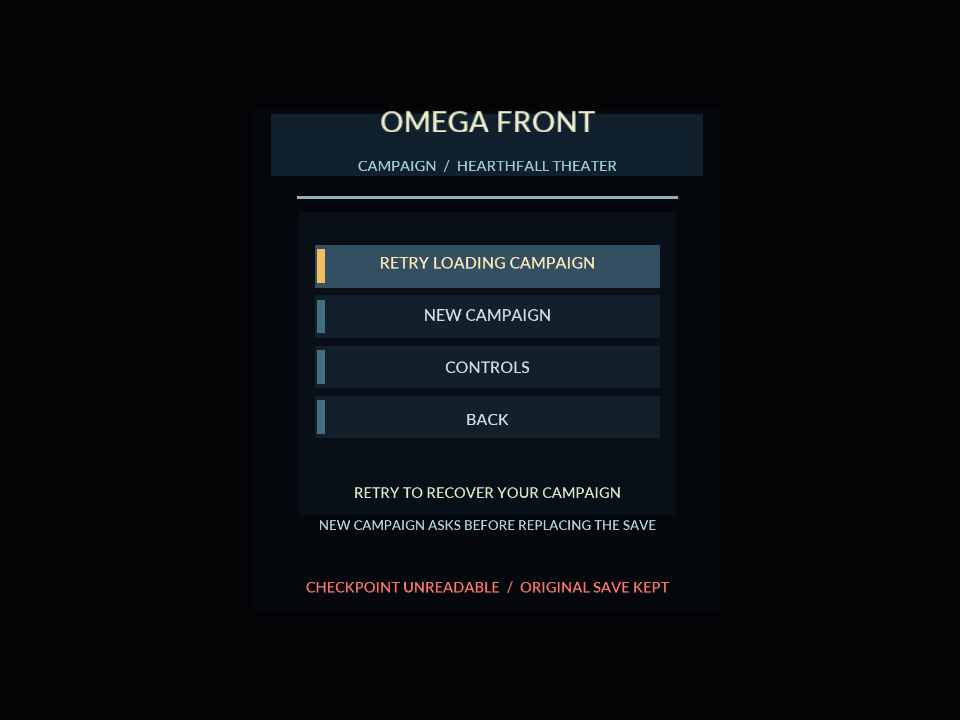 OMEGA FRONT
CAMPAIGN / HEARTHFALL THEATER
RETRY LOADING CAMPAIGN
NEW CAMPAIGN
CONTROLS
BACK
RETRY TO RECOVER YOUR CAMPAIGN
NEW CAMPAIGN ASKS BEFORE REPLACING THE SAVE
CHECKPOINT UNREADABLE / ORIGINAL SAVE KEPT